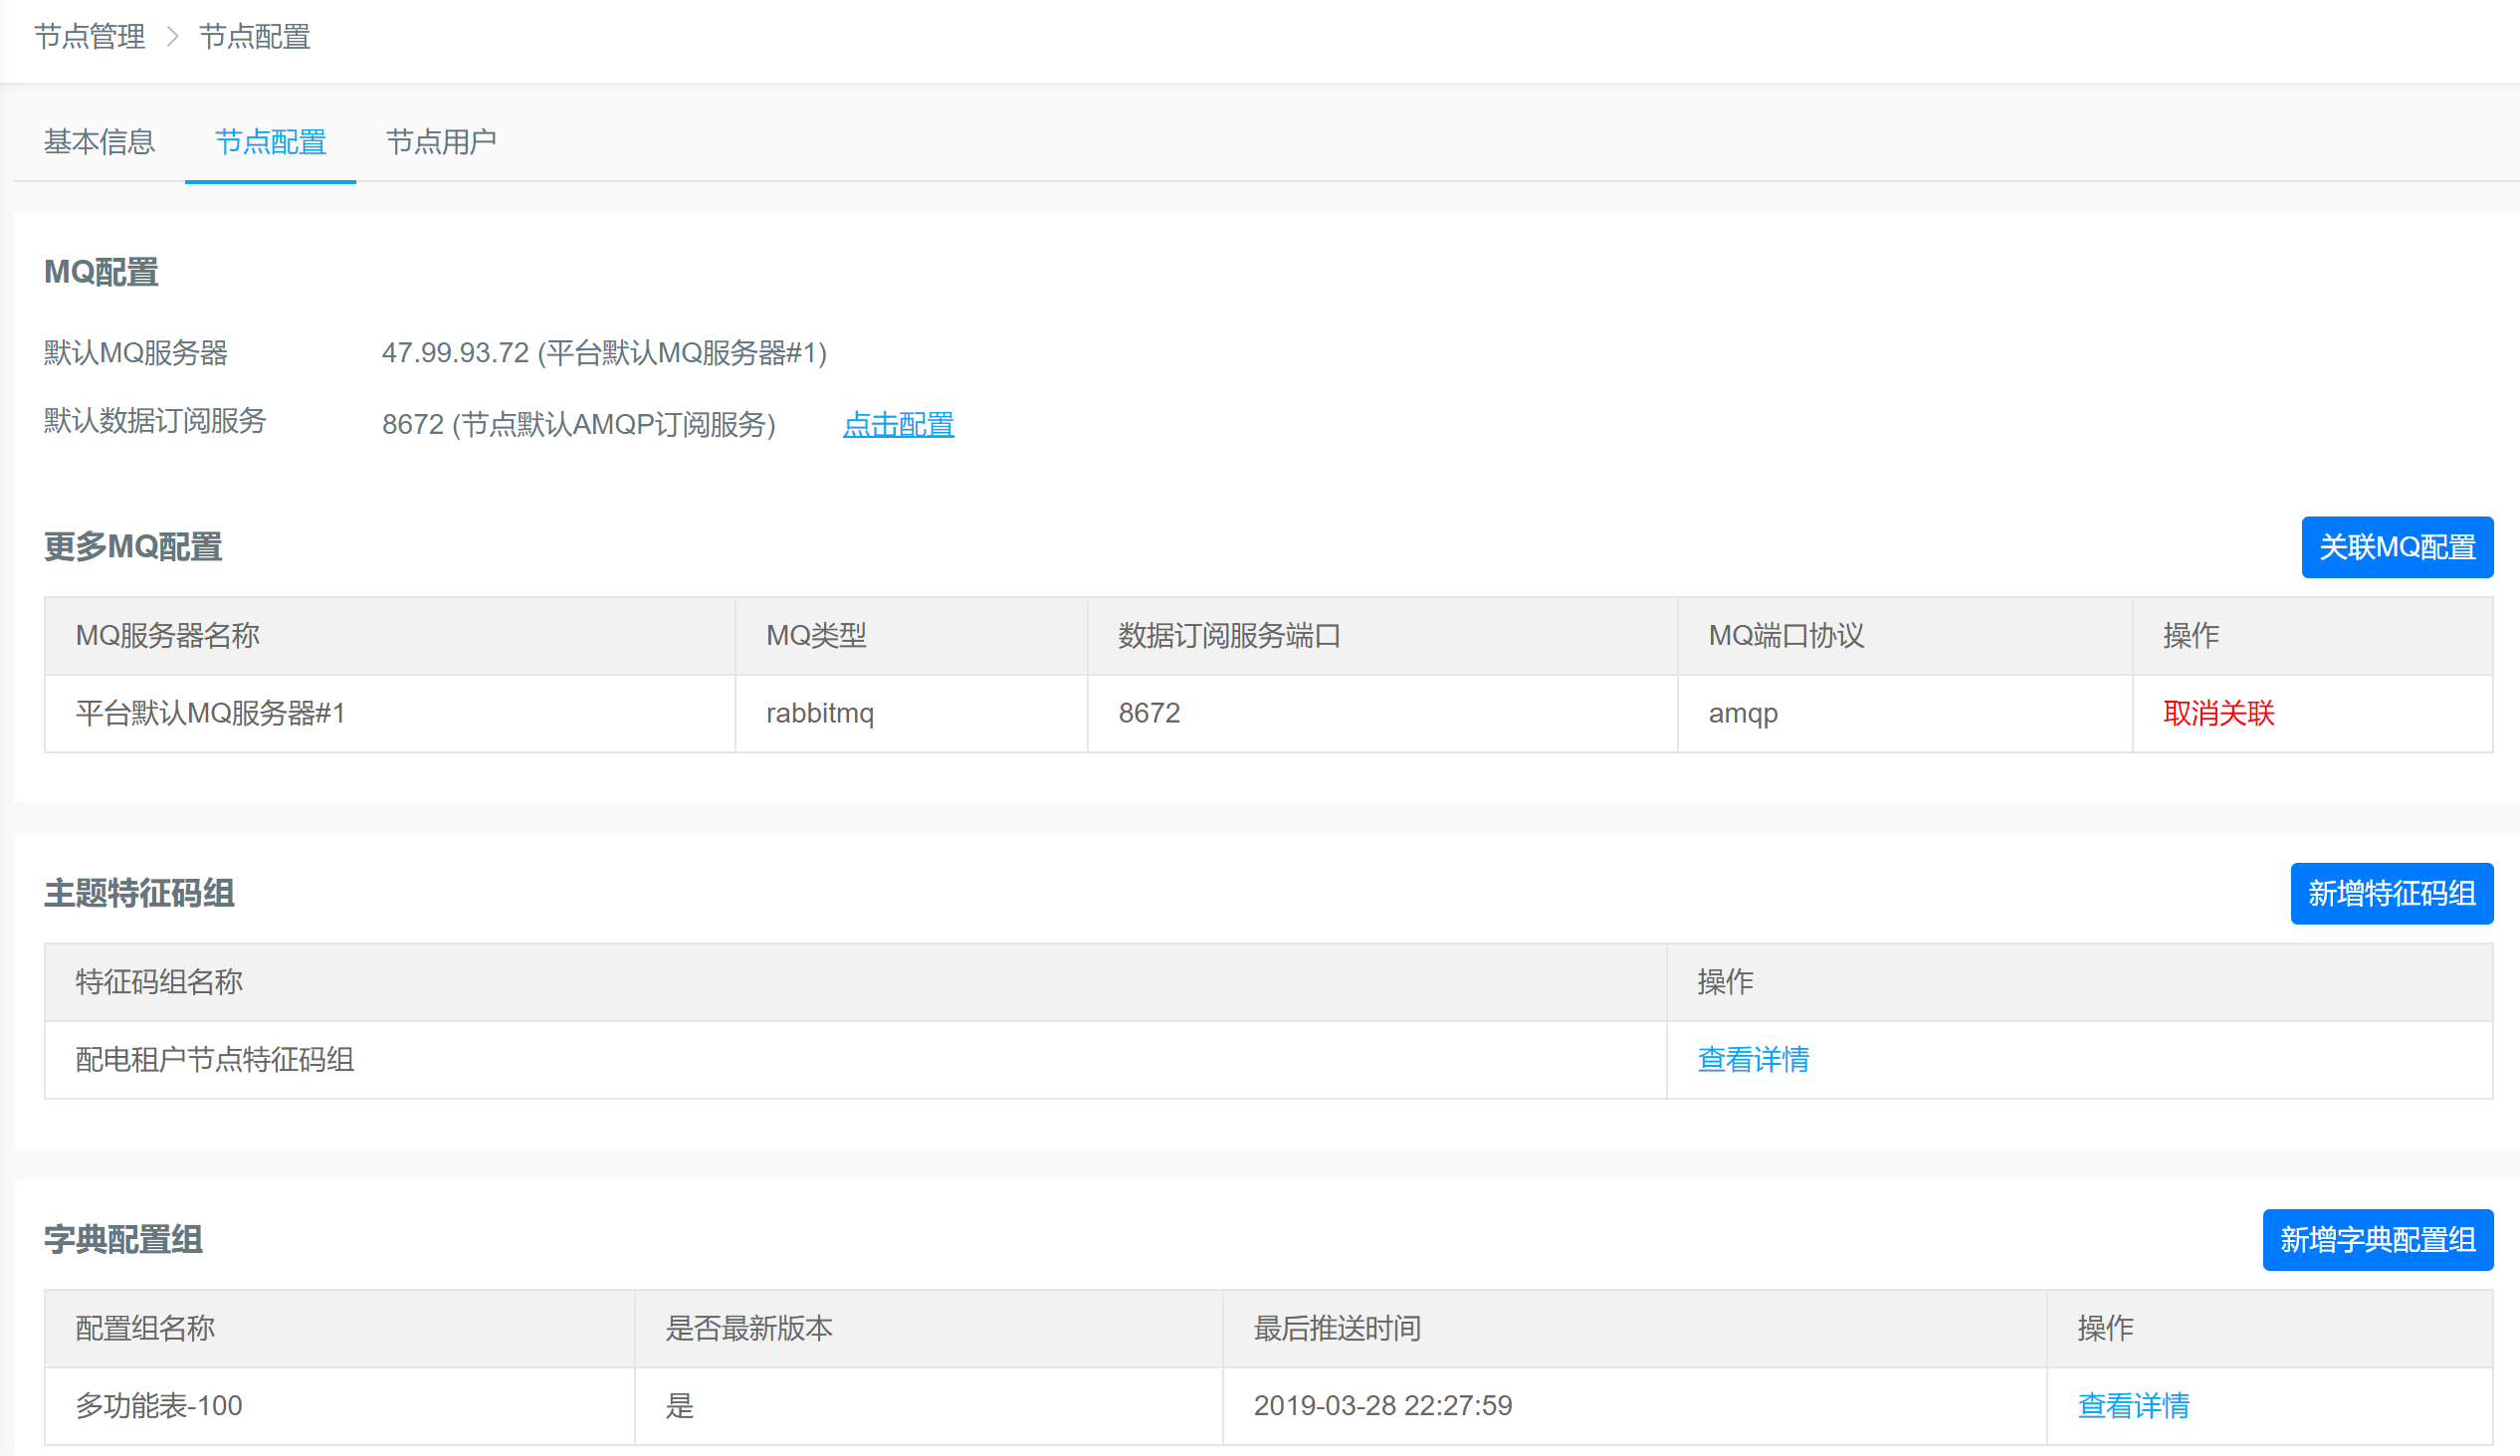 节点管理 > 节点配置
基本信息 节点配置 节点用户
MQ配置
默认MQ服务器 47.99.93.72 (平台默认MQ服务器#1)
默认数据订阅服务 8672 (节点默认AMQP订阅服务) 点击配置
更多MQ配置 关联MQ配置
MQ服务器名称 MQ类型 数据订阅服务端口 MQ端口协议 操作
平台默认MQ服务器#1 rabbitmq 8672 amqp 取消关联
主题特征码组 新增特征码组
特征码组名称 操作
配电租户节点特征码组 查看详情
字典配置组 新增字典配置组
配置组名称 是否最新版本 最后推送时间 操作
多功能表-100 是 2019-03-28 22:27:59 查看详情